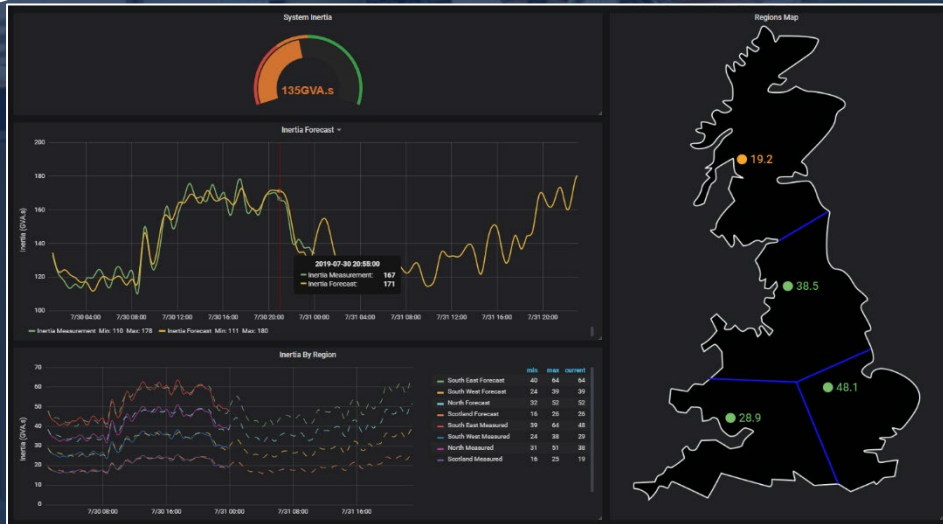 System Inertia
135GVA.s
Inertia Forecast
Inertia (GVA.s)
200
180
160
140
120
100
7/30 04:00 7/30 08:00 7/30 12:00 7/30 16:00 7/30 20:00 7/31 00:00 7/31 04:00 7/31 08:00 7/31 12:00 7/31 16:00 7/31 20:00
2019-07-30 20:55:00
Inertia Measurement: 167
Inertia Forecast: 171
Inertia Measurement Min: 110 Max: 178 Inertia Forecast Min: 111 Max: 180
Inertia By Region
Inertia (GVA.s)
70
60
50
40
30
20
10
0
7/30 08:00 7/30 16:00 7/31 00:00 7/31 08:00 7/31 16:00
min max current
South East Forecast 40 64 64
South West Forecast 24 39 39
North Forecast 32 52 52
Scotland Forecast 16 26 26
South East Measured 39 64 48
South West Measured 24 38 29
North Measured 31 51 38
Scotland Measured 16 25 19
Regions Map
19.2
38.5
48.1
28.9